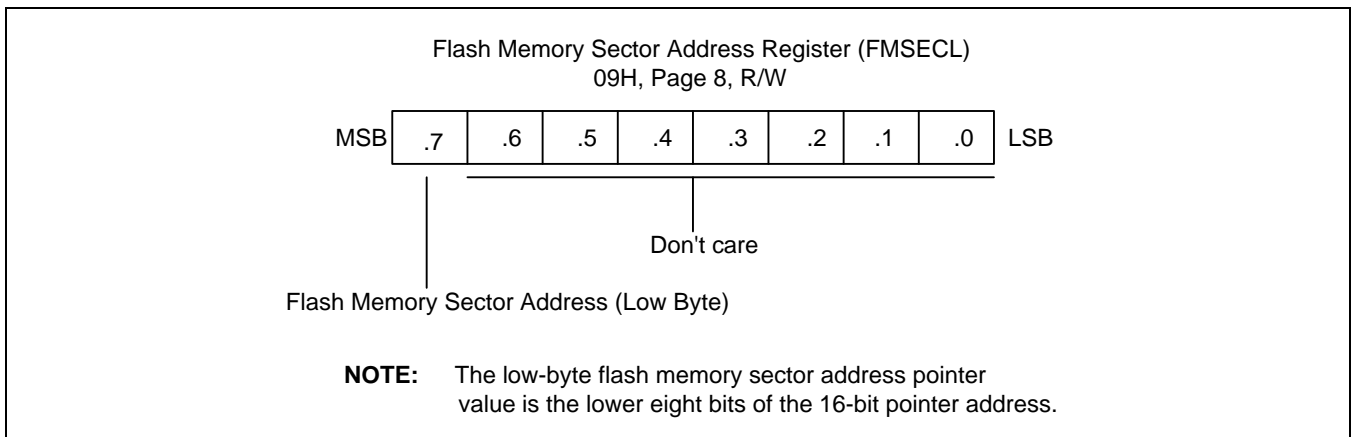 Flash Memory Sector Address Register (FMSECL)
09H, Page 8, R/W
MSB .7 .6 .5 .4 .3 .2 .1 .0 LSB
Don't care
Flash Memory Sector Address (Low Byte)
NOTE: The low-byte flash memory sector address pointer
value is the lower eight bits of the 16-bit pointer address.